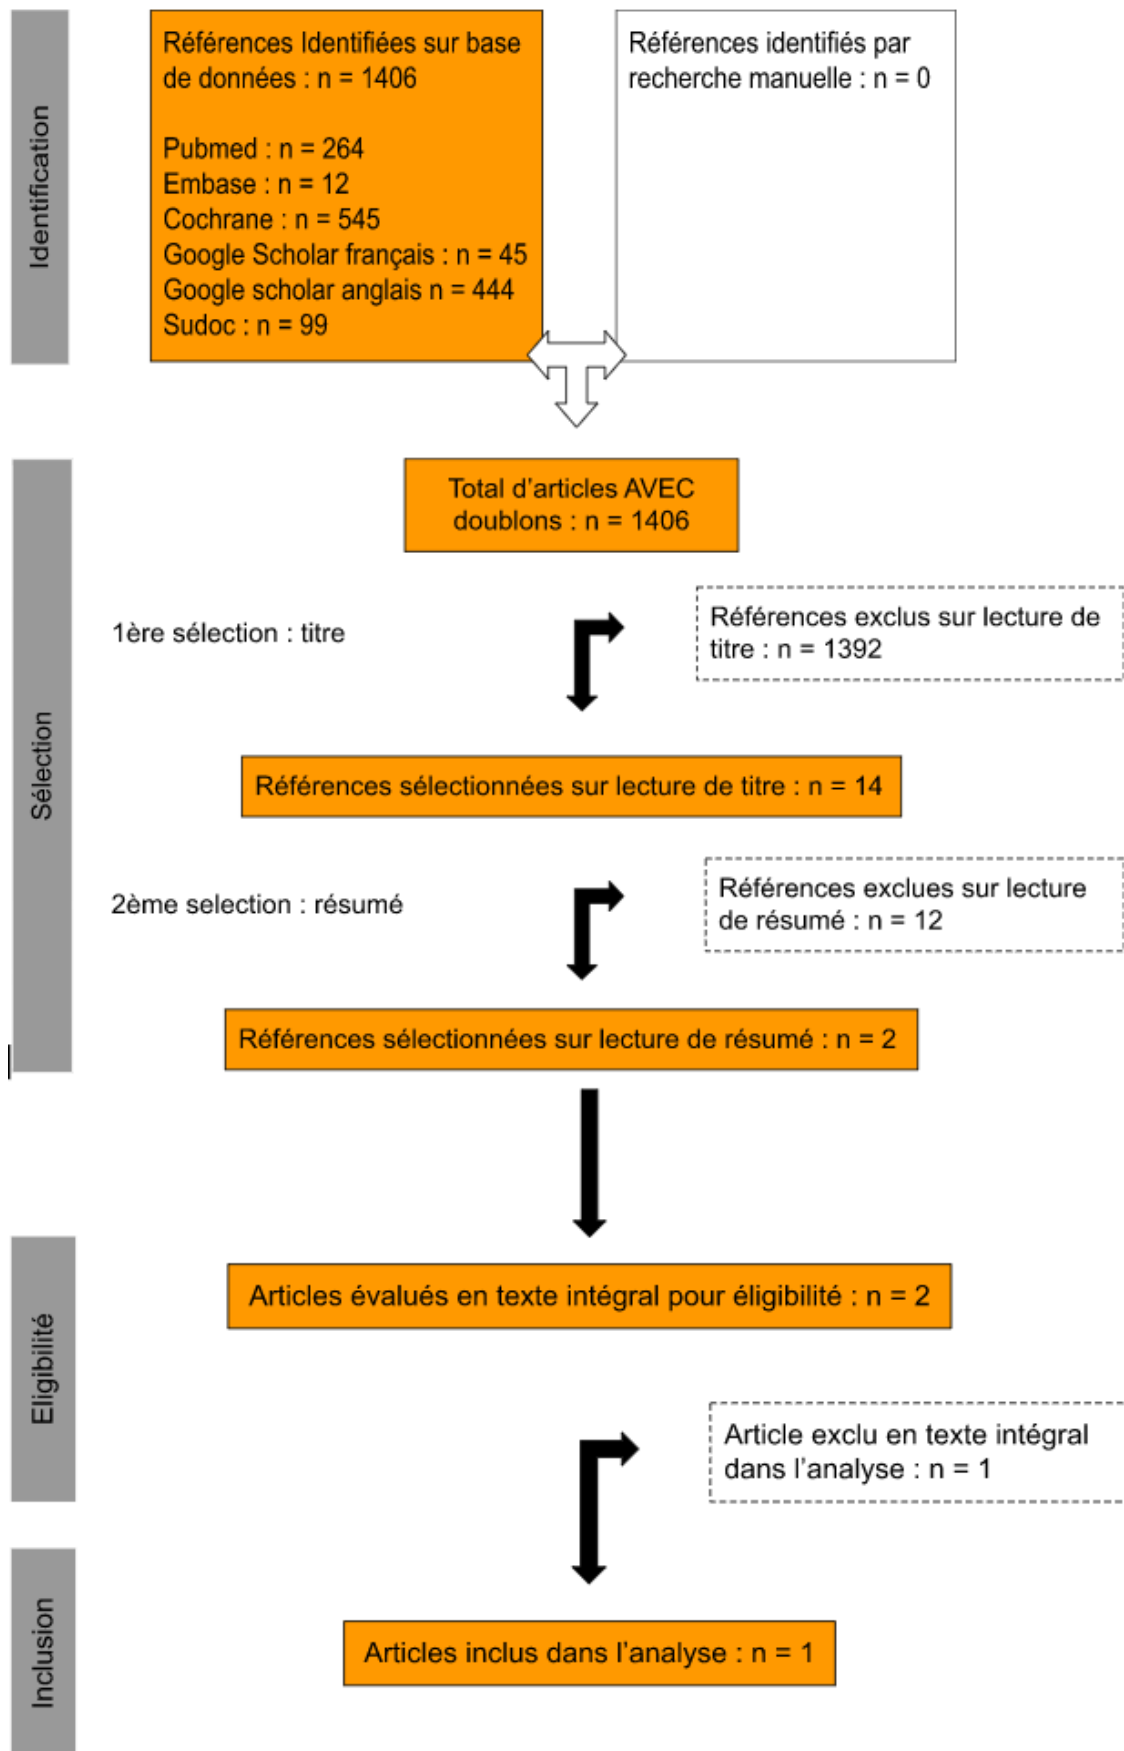 Identification
Références Identifiées sur base
de données : n = 1406
Pubmed : n = 264
Embase : n = 12
Cochrane : n = 545
Google Scholar français : n = 45
Google scholar anglais n = 444
Sudoc : n = 99
Références identifiés par
recherche manuelle : n = 0
Sélection
Total d'articles AVEC
doublons : n = 1406
1ère sélection : titre
Références exclus sur lecture de
titre : n = 1392
Références sélectionnées sur lecture de titre : n = 14
2ème selection : résumé
Références exclues sur lecture
de résumé : n = 12
Références sélectionnées sur lecture de résumé : n = 2
Eligibilité
Articles évalués en texte intégral pour éligibilité : n = 2
Article exclu en texte intégral
dans l'analyse : n = 1
Inclusion
Articles inclus dans l'analyse : n = 1